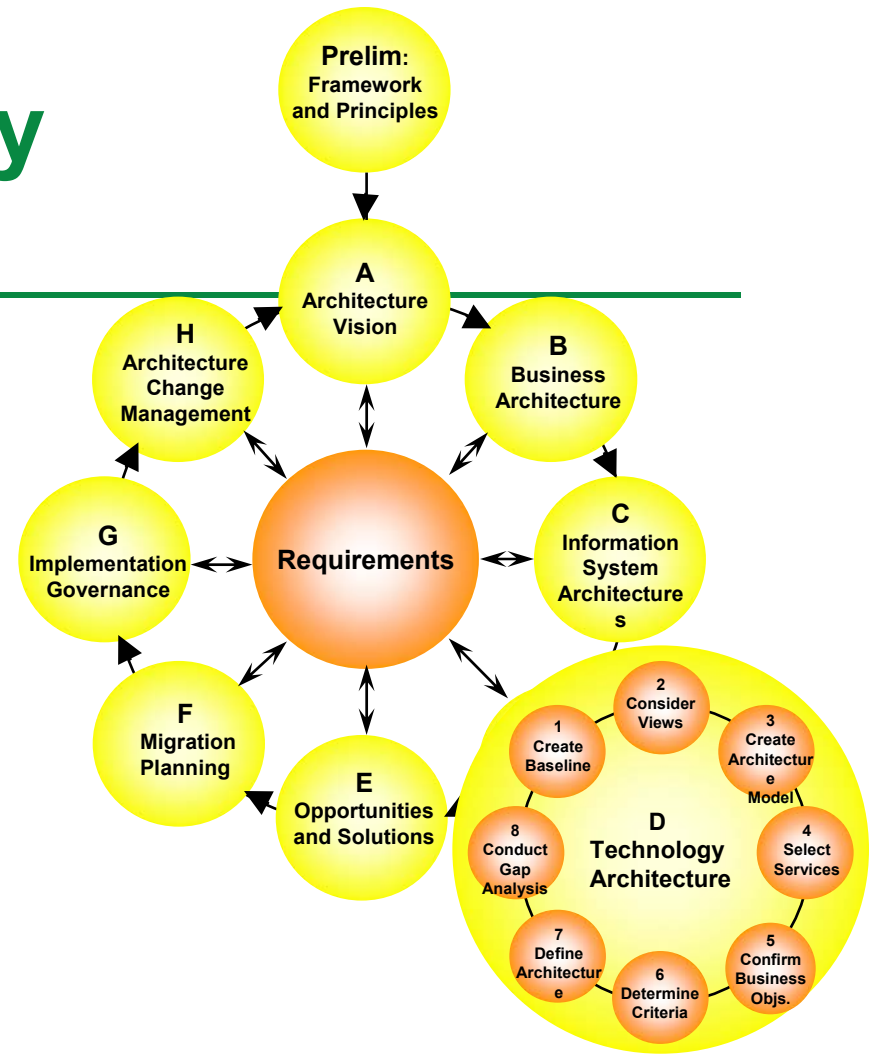 y
Prelim:
Framework
and Principles
A
Architecture
Vision
B
Business
Architecture
C
Information
System
Architecture
s
D
Technology
Architecture
1
Create
Baseline
2
Consider
Views
3
Create
Architectur
e
Model
4
Select
Services
5
Confirm
Business
Objs.
6
Determine
Criteria
7
Define
Architectur
e
8
Conduct
Gap
Analysis
E
Opportunities
and Solutions
F
Migration
Planning
G
Implementation
Governance
H
Architecture
Change
Management
Requirements